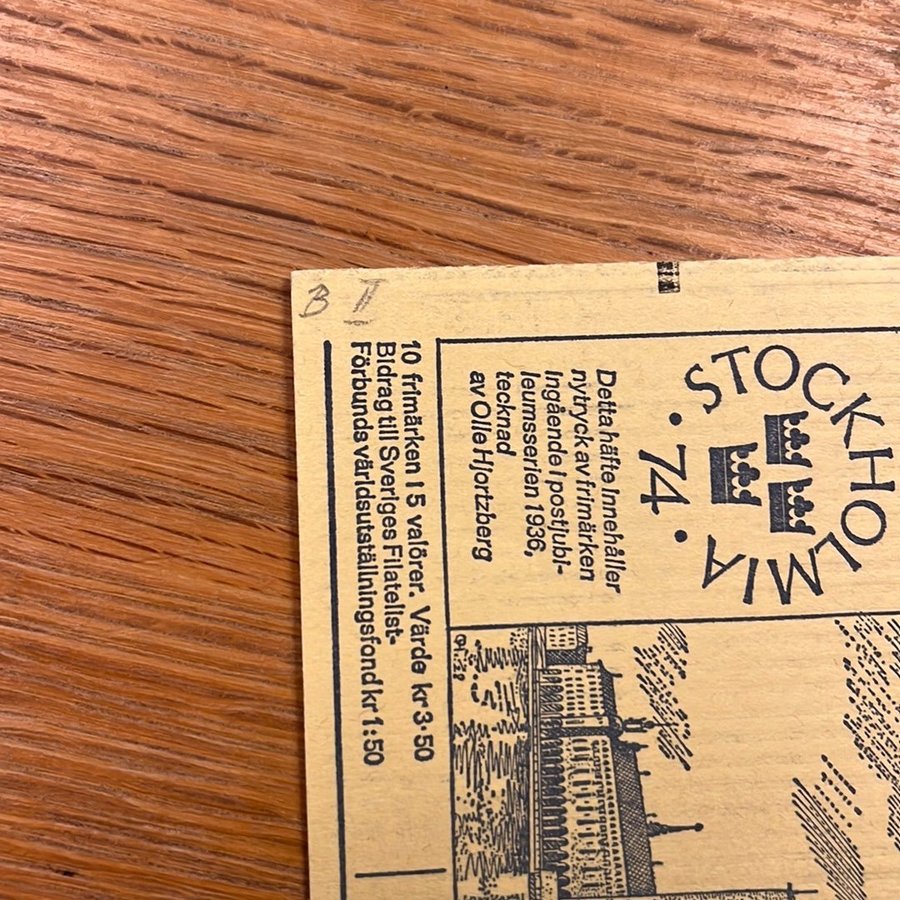 B II
STOCKHOLMIA
· 74 ·
Detta häfte innehåller
nytryck av frimärken
ingående i postjubi-
leumsserien 1936,
tecknad
av Olle Hjortzberg
10 frimärken i 5 valörer. Värde kr 3·50
Bidrag till Sveriges Filatelist-
Förbunds världsutställningsfond kr 1:50